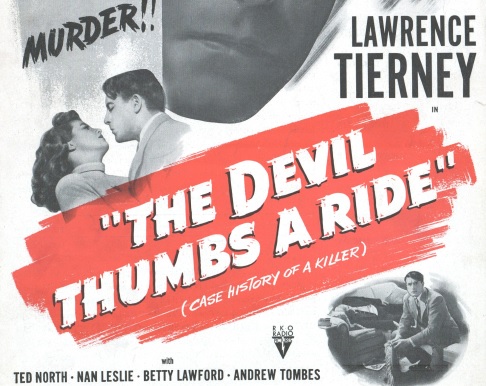 MURDER!!
LAWRENCE
TIERNEY
IN
"THE DEVIL
THUMBS A RIDE"
(CASE HISTORY OF A KILLER)
RKO
RADIO
with
TED NORTH · NAN LESLIE · BETTY LAWFORD · ANDREW TOMBES